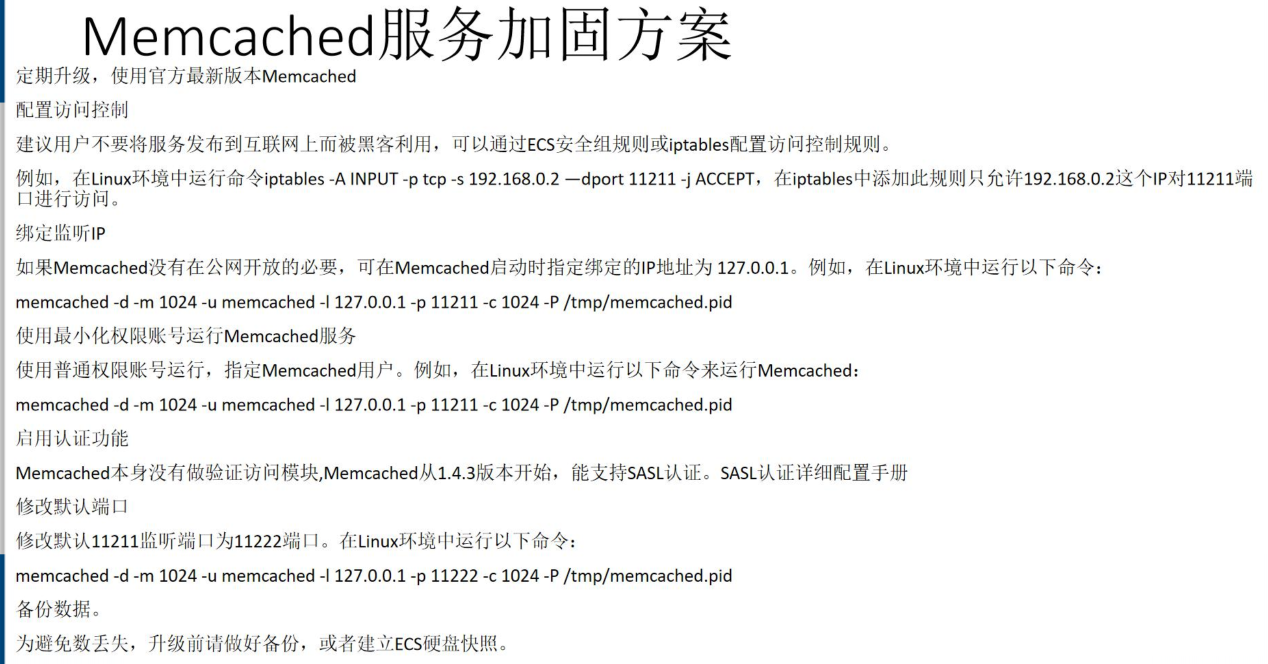 Memcached服务加固方案
定期升级，使用官方最新版本Memcached
配置访问控制
建议用户不要将服务发布到互联网上而被黑客利用，可以通过ECS安全组规则或iptables配置访问控制规则。
例如，在Linux环境中运行命令iptables -A INPUT -p tcp -s 192.168.0.2 —dport 11211 -j ACCEPT，在iptables中添加此规则只允许192.168.0.2这个IP对11211端
口进行访问。
绑定监听IP
如果Memcached没有在公网开放的必要，可在Memcached启动时指定绑定的IP地址为 127.0.0.1。例如，在Linux环境中运行以下命令：
memcached -d -m 1024 -u memcached -l 127.0.0.1 -p 11211 -c 1024 -P /tmp/memcached.pid
使用最小化权限账号运行Memcached服务
使用普通权限账号运行，指定Memcached用户。例如，在Linux环境中运行以下命令来运行Memcached：
memcached -d -m 1024 -u memcached -l 127.0.0.1 -p 11211 -c 1024 -P /tmp/memcached.pid
启用认证功能
Memcached本身没有做验证访问模块,Memcached从1.4.3版本开始，能支持SASL认证。SASL认证详细配置手册
修改默认端口
修改默认11211监听端口为11222端口。在Linux环境中运行以下命令：
memcached -d -m 1024 -u memcached -l 127.0.0.1 -p 11222 -c 1024 -P /tmp/memcached.pid
备份数据。
为避免数丢失，升级前请做好备份，或者建立ECS硬盘快照。